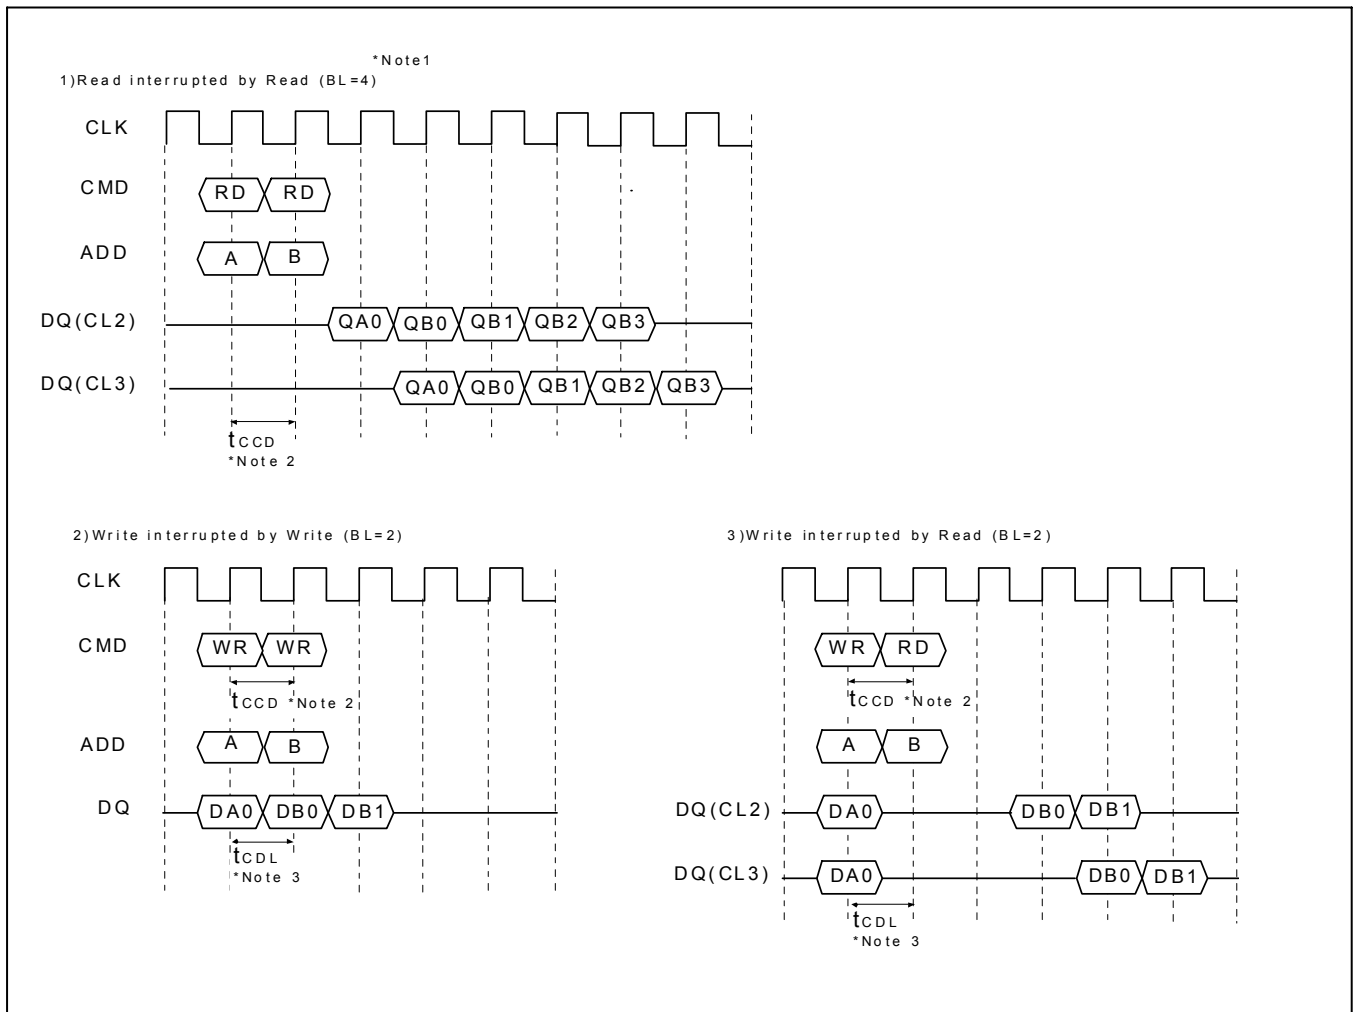 *Note1
1)Read interrupted by Read (BL=4)
CLK
CMD RD RD
ADD A B
DQ(CL2) QA0 QB0 QB1 QB2 QB3
DQ(CL3) QA0 QB0 QB1 QB2 QB3
tCCD
*Note 2
2)Write interrupted by Write (BL=2)
CLK
CMD WR WR
tCCD *Note 2
ADD A B
DQ DA0 DB0 DB1
tCDL
*Note 3
3)Write interrupted by Read (BL=2)
WR RD
tCCD *Note 2
A B
DQ(CL2) DA0 DB0 DB1
DQ(CL3) DA0 DB0 DB1
tCDL
*Note 3